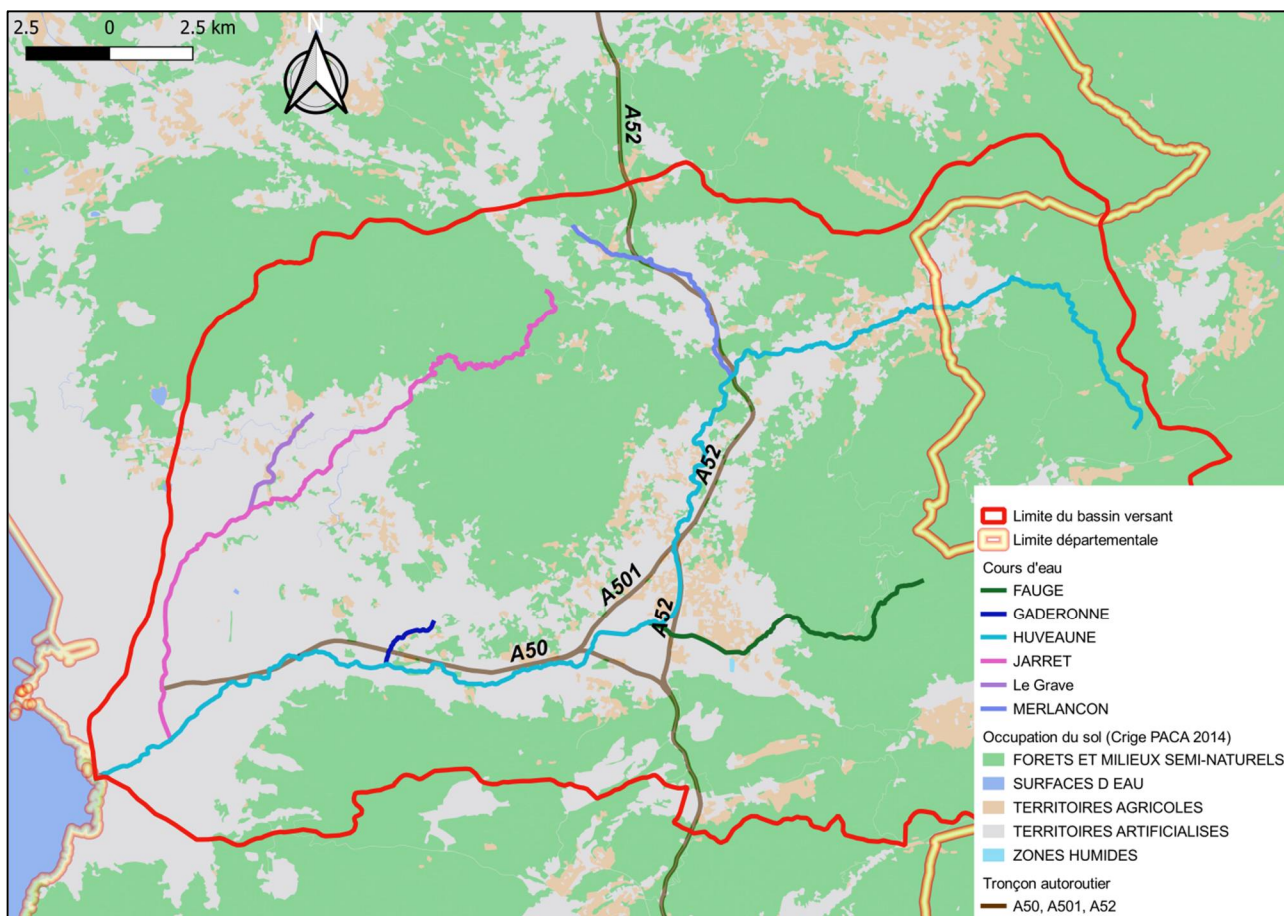 N
2.5 0 2.5 km
A52
A52
A501
A52
A50
Limite du bassin versant
Limite départementale
Cours d'eau
FAUGE
GADERONNE
HUVEAUNE
JARRET
Le Grave
MERLANCON
Occupation du sol (Crige PACA 2014)
FORETS ET MILIEUX SEMI-NATURELS
SURFACES D EAU
TERRITOIRES AGRICOLES
TERRITOIRES ARTIFICIALISES
ZONES HUMIDES
Tronçon autoroutier
A50, A501, A52